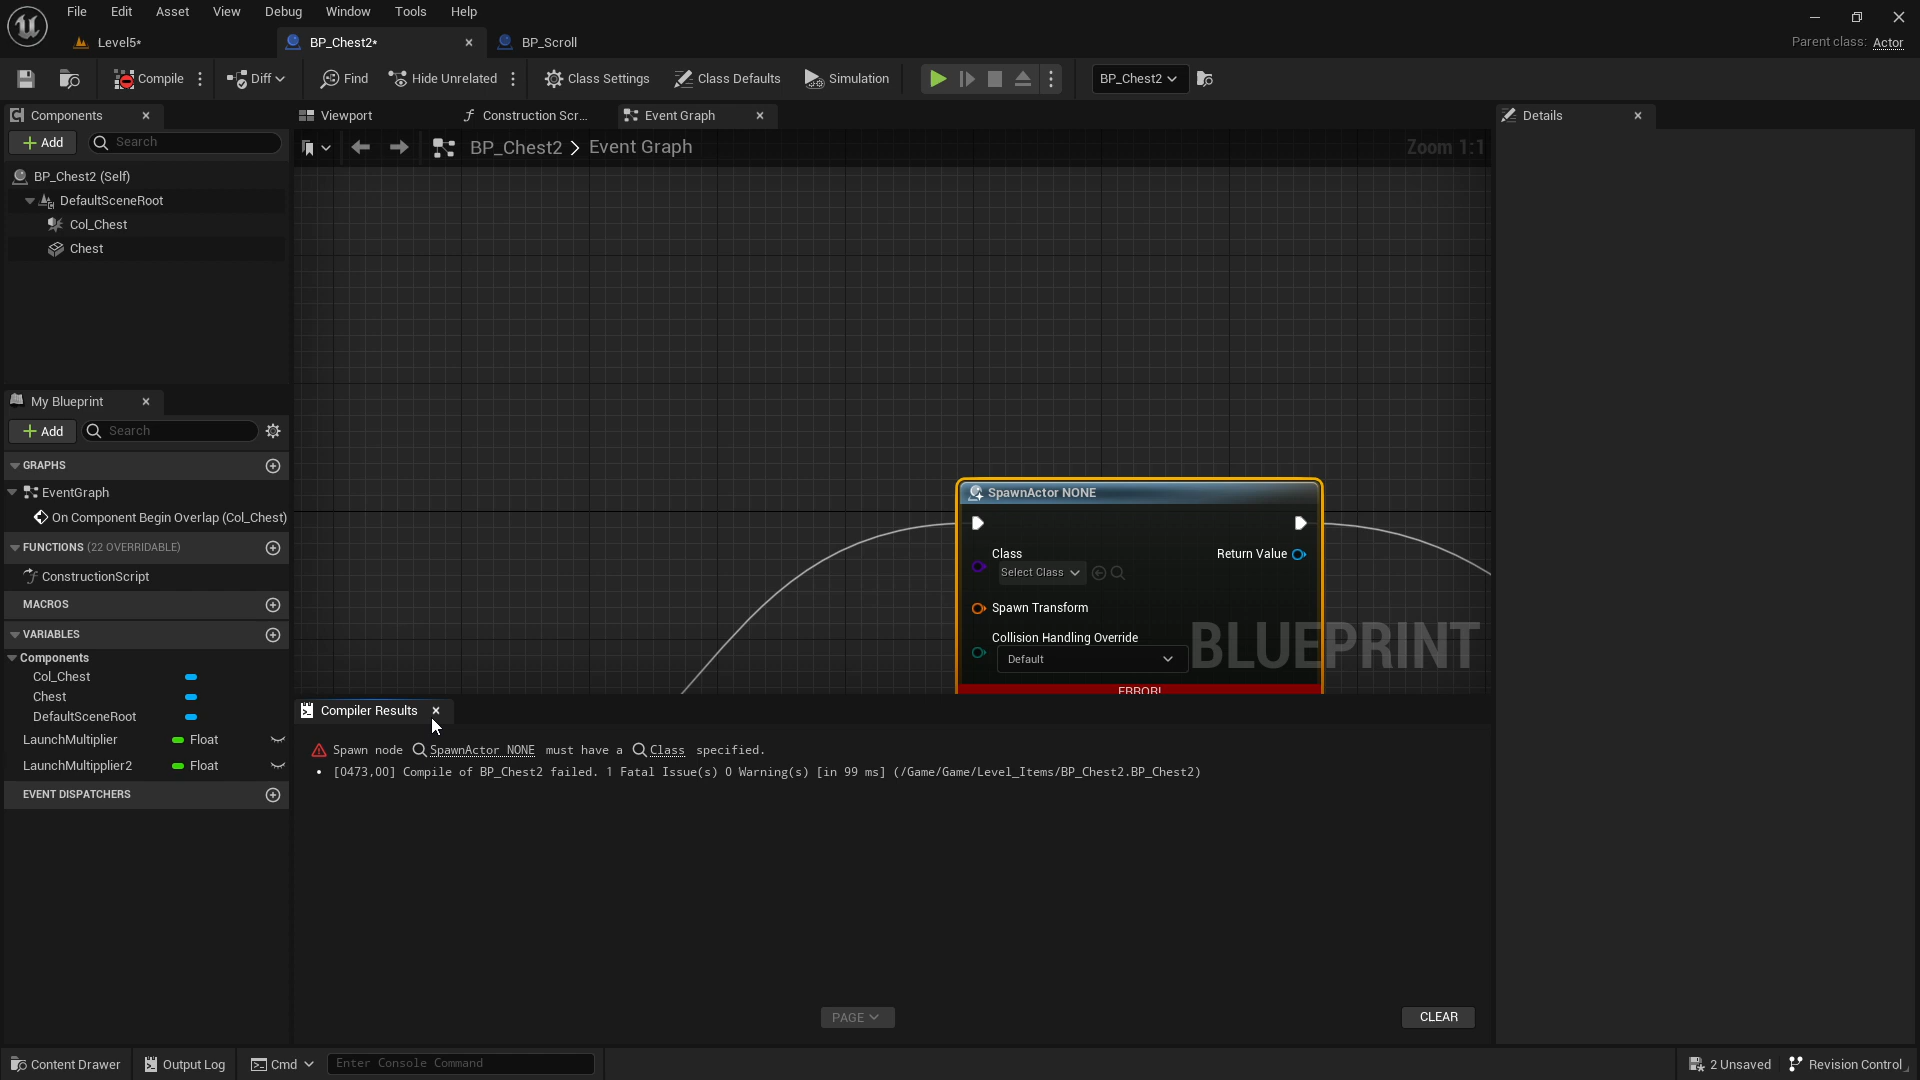 File Edit Asset View Debug Window Tools Help
Level5* BP_Chest2* BP_Scroll
Parent class: Actor
Compile Diff Find Hide Unrelated Class Settings Class Defaults Simulation BP_Chest2
Components
Add Search
BP_Chest2 (Self)
DefaultSceneRoot
Col_Chest
Chest
My Blueprint
Add Search
GRAPHS
EventGraph
On Component Begin Overlap (Col_Chest)
FUNCTIONS (22 OVERRIDABLE)
ConstructionScript
MACROS
VARIABLES
Components
Col_Chest
Chest
DefaultSceneRoot
LaunchMultiplier Float
LaunchMultipplier2 Float
EVENT DISPATCHERS
Viewport Construction Scr... Event Graph
BP_Chest2 > Event Graph Zoom 1:1
SpawnActor NONE
Class Return Value
Select Class
Spawn Transform
Collision Handling Override
Default
ERROR!
BLUEPRINT
Compiler Results
Spawn node SpawnActor NONE must have a Class specified.
[0473,00] Compile of BP_Chest2 failed. 1 Fatal Issue(s) 0 Warning(s) [in 99 ms] (/Game/Game/Level_Items/BP_Chest2.BP_Chest2)
PAGE CLEAR
Details
Content Drawer Output Log Cmd Enter Console Command 2 Unsaved Revision Control